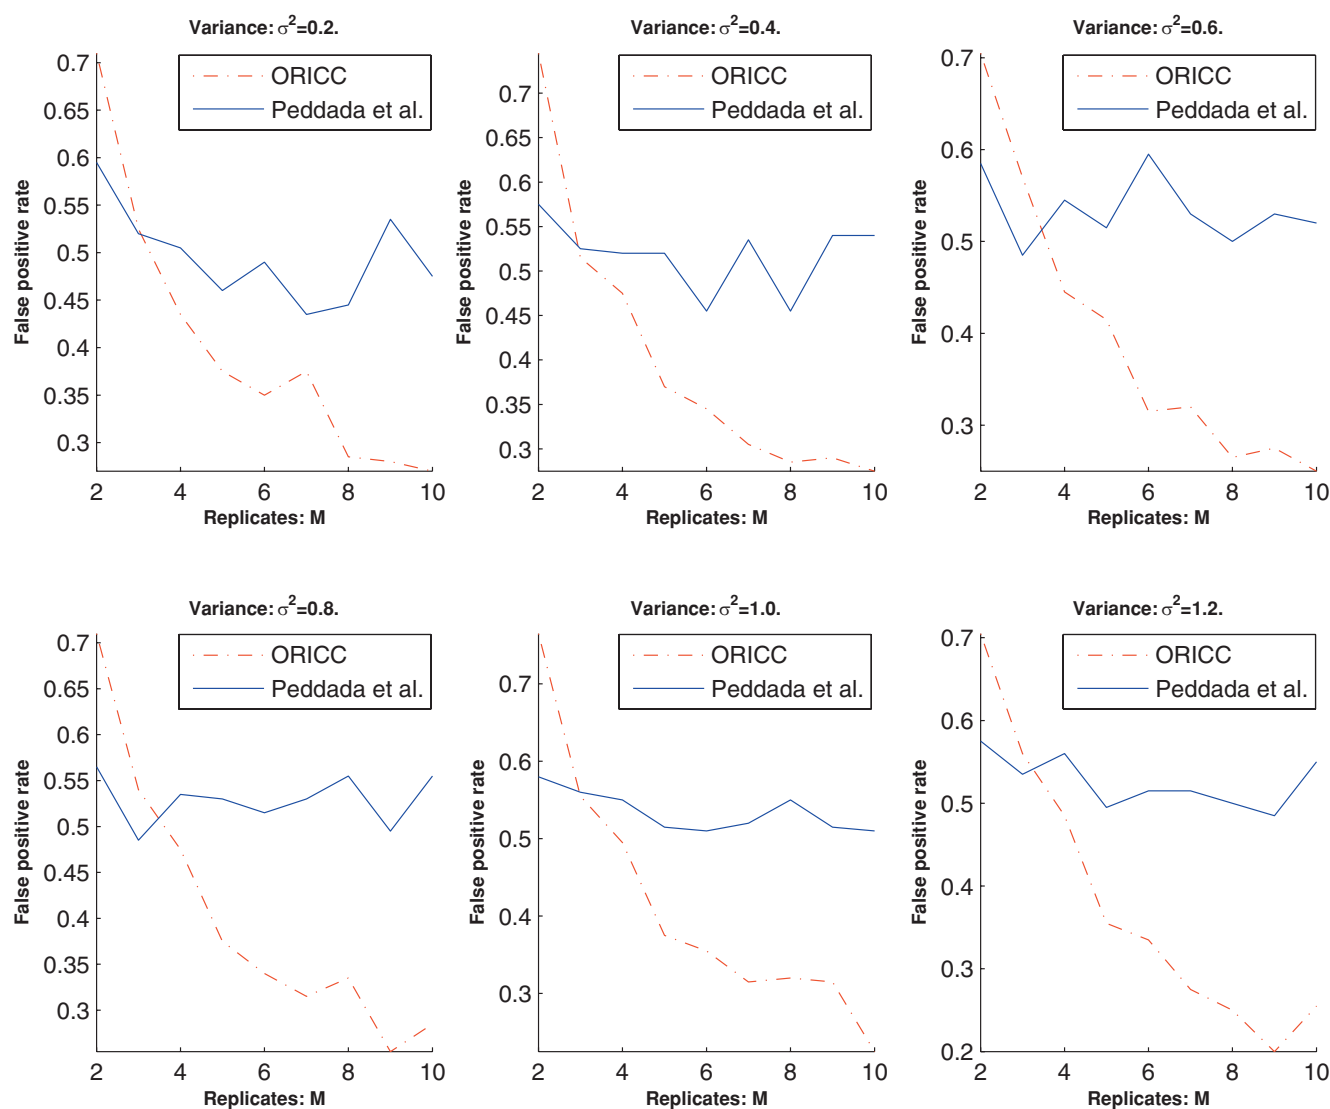 Variance: σ²=0.2.
ORICC
Peddada et al.
False positive rate
0.7
0.65
0.6
0.55
0.5
0.45
0.4
0.35
0.3
2 4 6 8 10
Replicates: M
Variance: σ²=0.4.
ORICC
Peddada et al.
False positive rate
0.7
0.65
0.6
0.55
0.5
0.45
0.4
0.35
0.3
2 4 6 8 10
Replicates: M
Variance: σ²=0.6.
ORICC
Peddada et al.
False positive rate
0.7
0.6
0.5
0.4
0.3
2 4 6 8 10
Replicates: M
Variance: σ²=0.8.
ORICC
Peddada et al.
False positive rate
0.7
0.65
0.6
0.55
0.5
0.45
0.4
0.35
0.3
2 4 6 8 10
Replicates: M
Variance: σ²=1.0.
ORICC
Peddada et al.
False positive rate
0.7
0.6
0.5
0.4
0.3
2 4 6 8 10
Replicates: M
Variance: σ²=1.2.
ORICC
Peddada et al.
False positive rate
0.7
0.6
0.5
0.4
0.3
0.2
2 4 6 8 10
Replicates: M